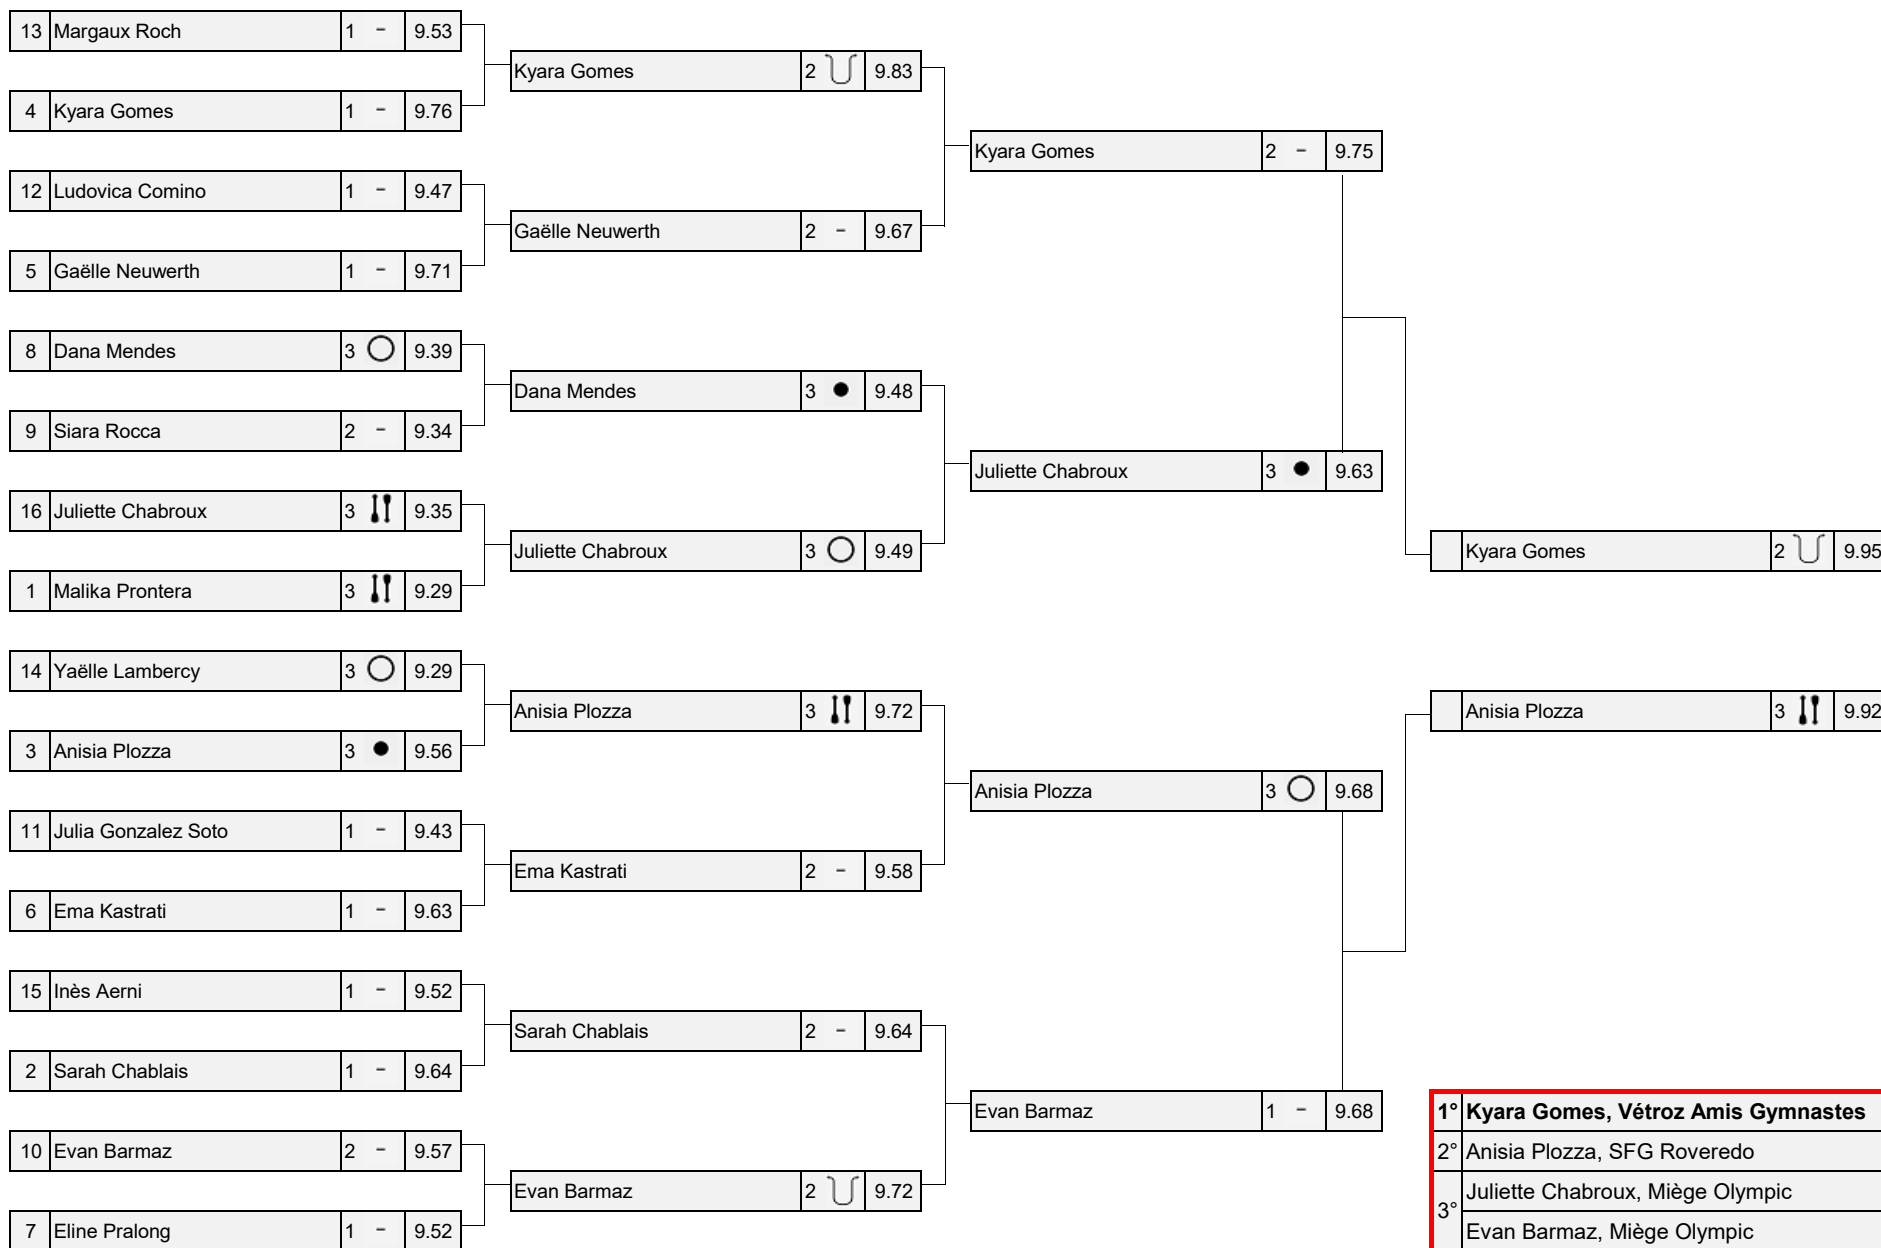 13 Margaux Roch 1 - 9.53
Kyara Gomes 2 9.83
4 Kyara Gomes 1 - 9.76
Kyara Gomes 2 - 9.75
12 Ludovica Comino 1 - 9.47
Gaëlle Neuwerth 2 - 9.67
5 Gaëlle Neuwerth 1 - 9.71
8 Dana Mendes 3 9.39
Dana Mendes 3 9.48
9 Siara Rocca 2 - 9.34
Juliette Chabroux 3 9.63
16 Juliette Chabroux 3 9.35
Juliette Chabroux 3 9.49
Kyara Gomes 2 9.95
1 Malika Prontera 3 9.29
14 Yaëlle Lambercy 3 9.29
Anisia Plozza 3 9.72
Anisia Plozza 3 9.92
3 Anisia Plozza 3 9.56
Anisia Plozza 3 9.68
11 Julia Gonzalez Soto 1 - 9.43
Ema Kastrati 2 - 9.58
6 Ema Kastrati 1 - 9.63
15 Inès Aerni 1 - 9.52
Sarah Chablais 2 - 9.64
2 Sarah Chablais 1 - 9.64
Evan Barmaz 1 - 9.68
1° Kyara Gomes, Vétroz Amis Gymnastes
10 Evan Barmaz 2 - 9.57
2° Anisia Plozza, SFG Roveredo
Evan Barmaz 2 9.72
3° Juliette Chabroux, Miège Olympic
7 Eline Pralong 1 - 9.52
Evan Barmaz, Miège Olympic